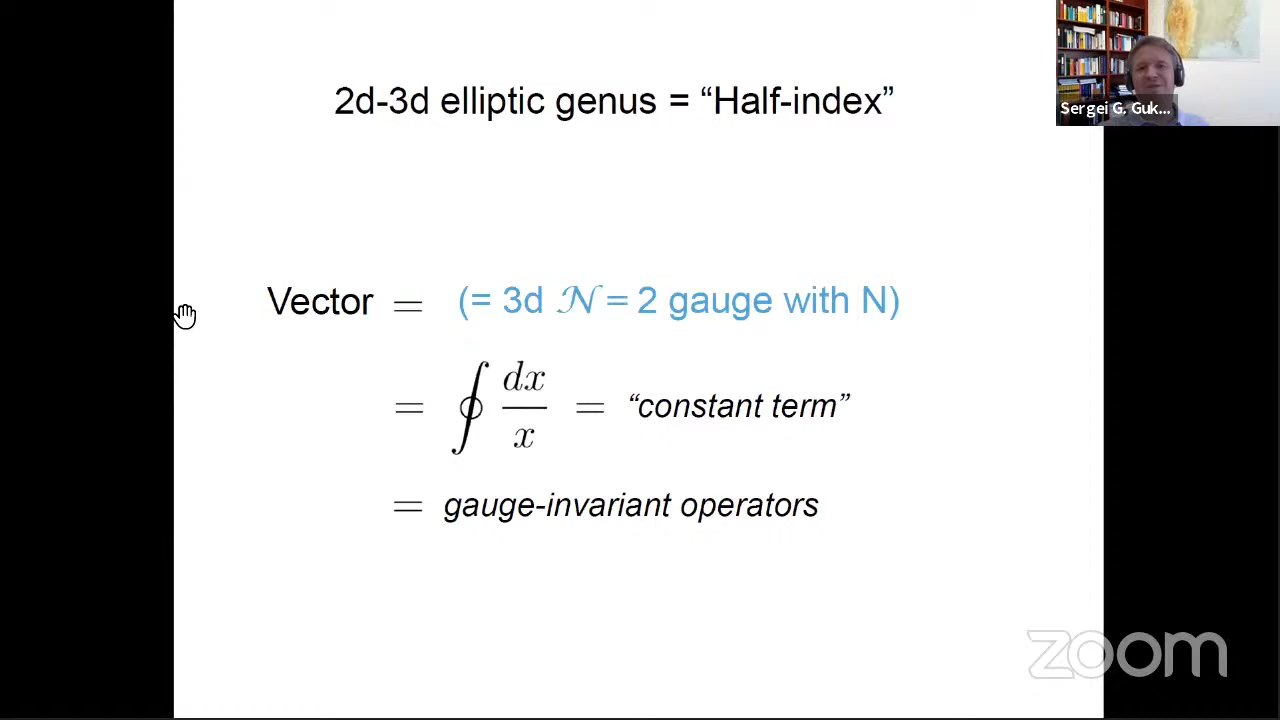 2d-3d elliptic genus = “Half-index”
Sergei G. Guk...
Vector = (= 3d 𝒩 = 2 gauge with N)
= ∮ dx/x = “constant term”
= gauge-invariant operators
zoom